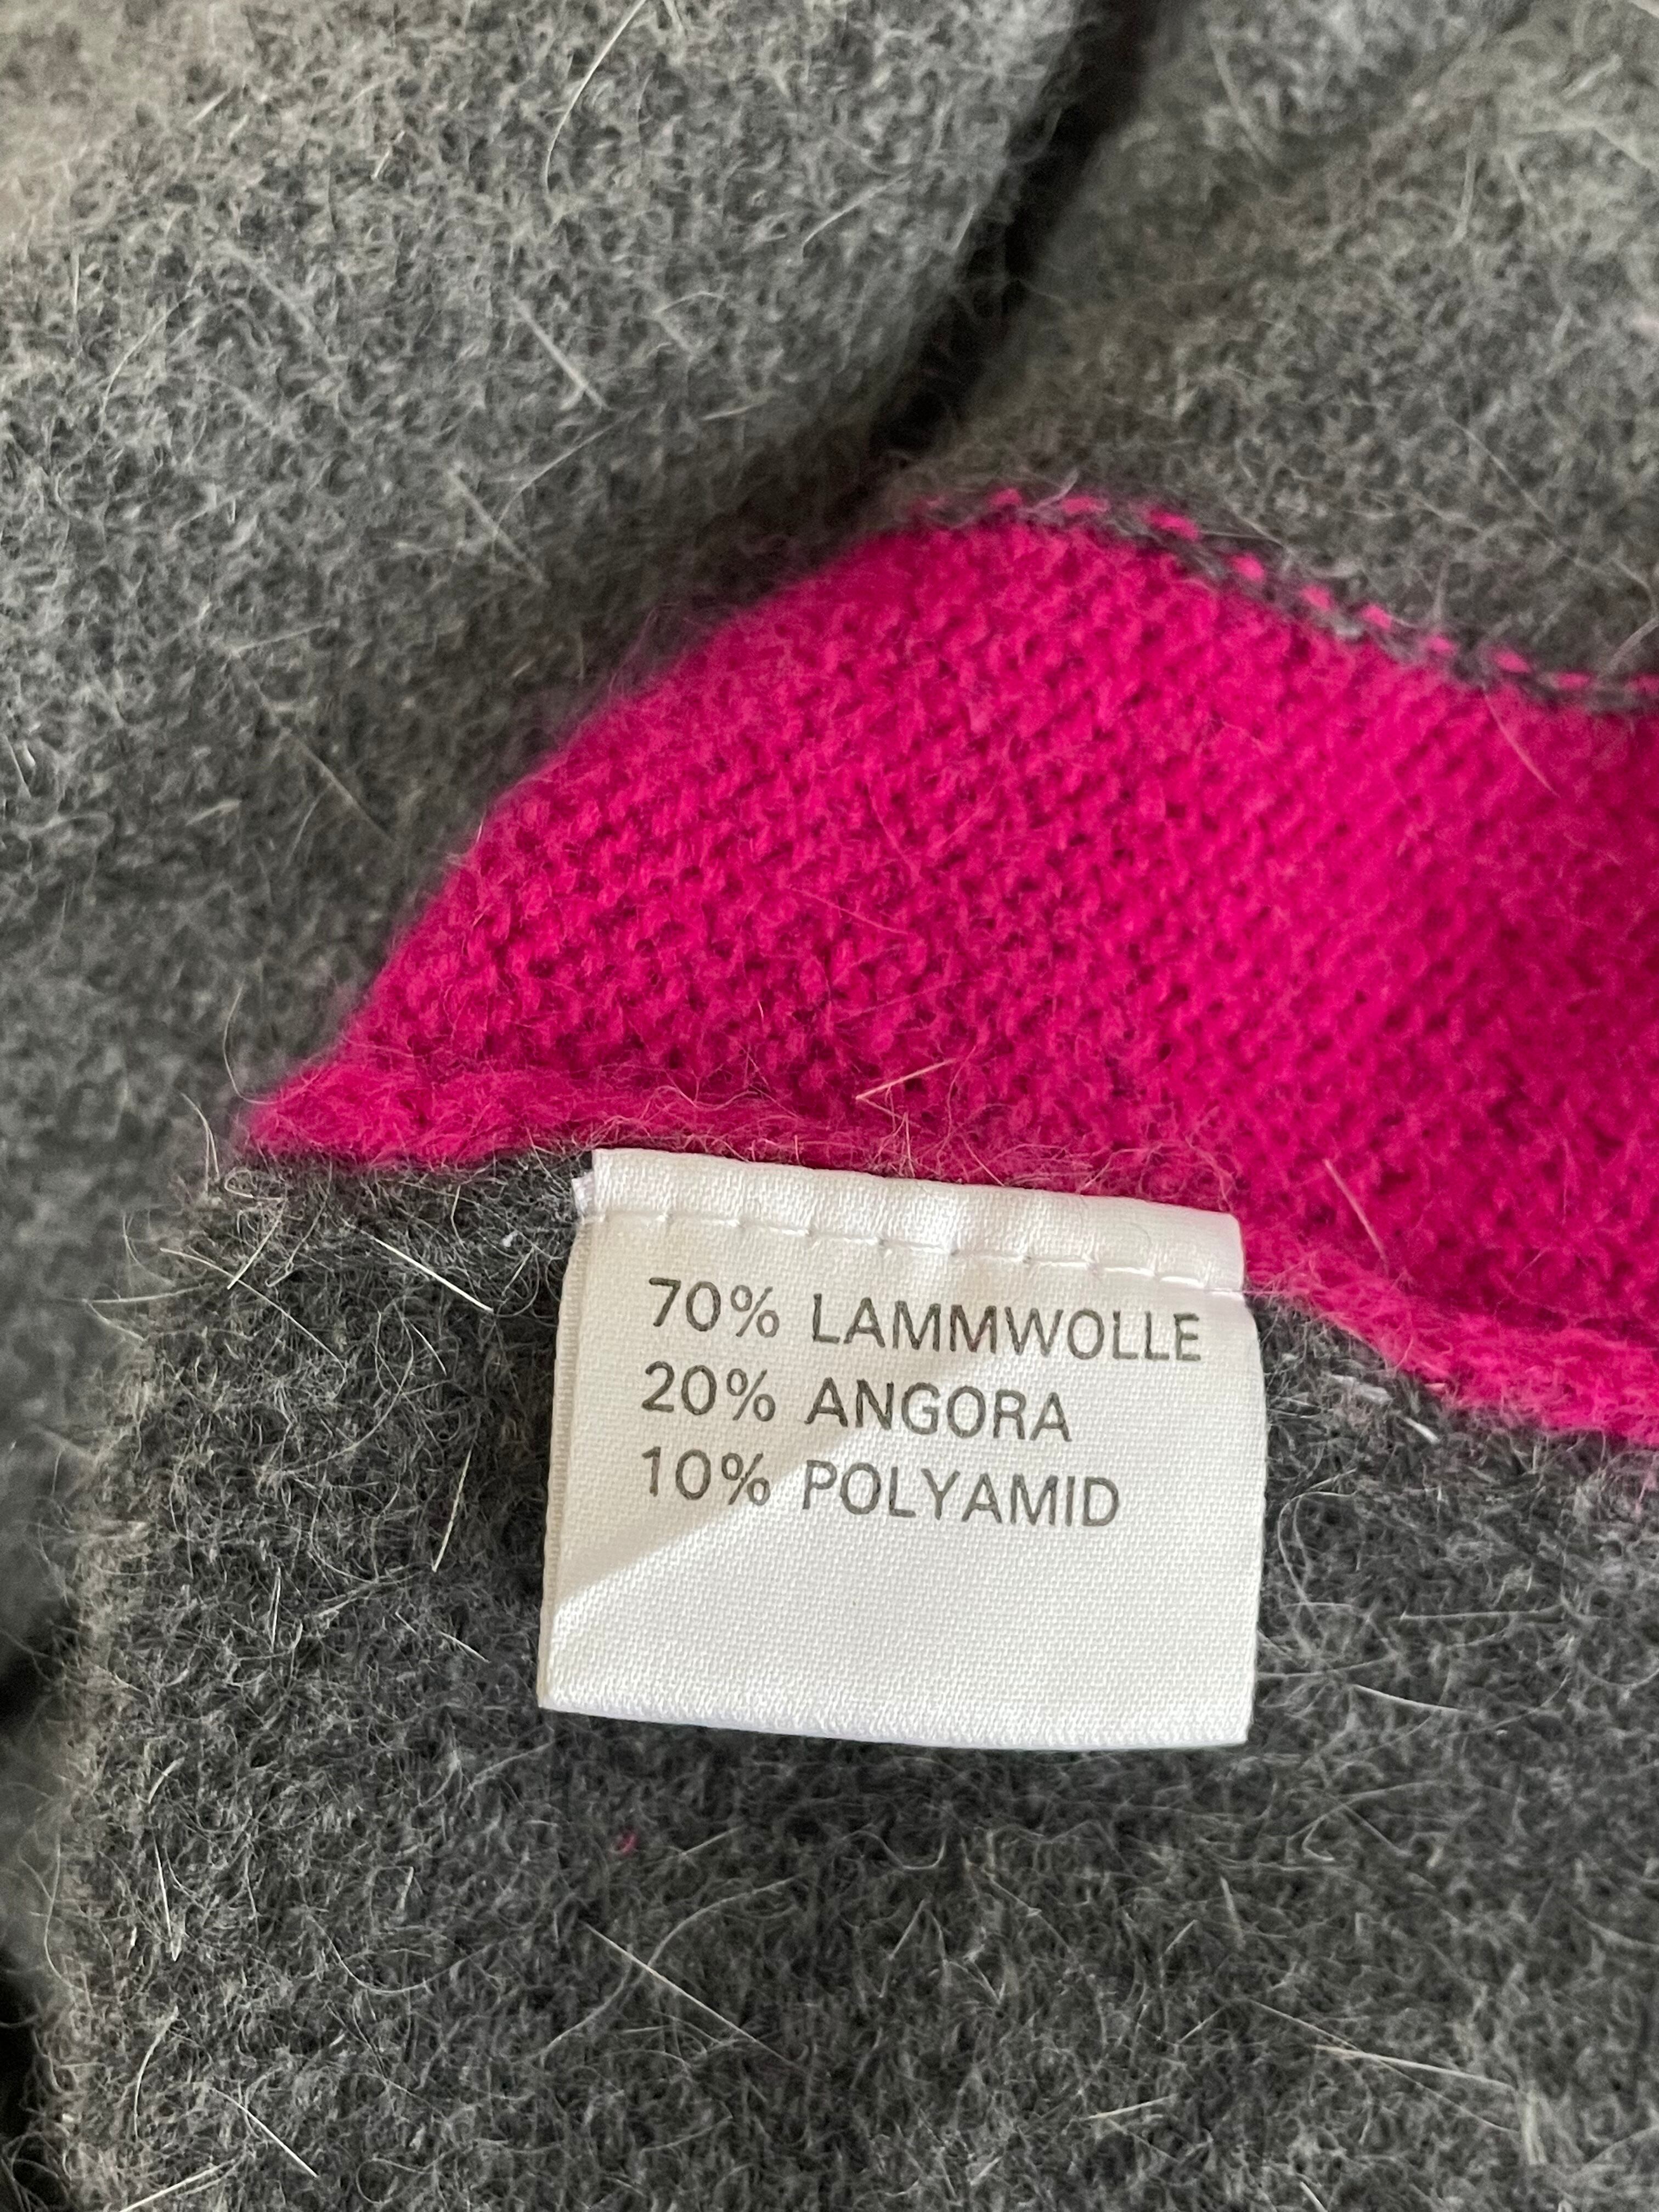 70% LAMMWOLLE
20% ANGORA
10% POLYAMID